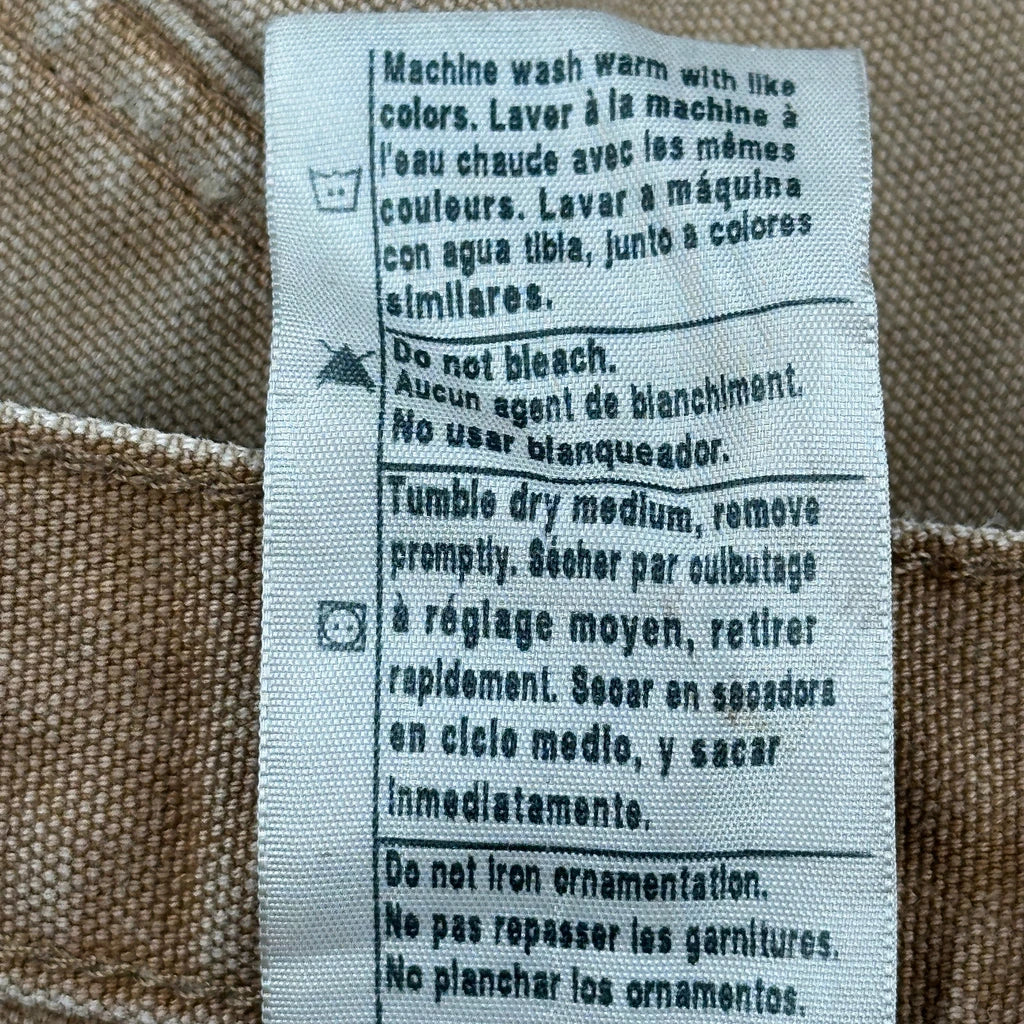 Machine wash warm with like
colors. Laver à la machine à
l'eau chaude avec les mêmes
couleurs. Lavar a máquina
con agua tibia, junto a colores
similares.
Do not bleach.
Aucun agent de blanchiment.
No usar blanqueador.
Tumble dry medium, remove
promptly. Sécher par culbutage
à réglage moyen, retirer
rapidement. Secar en secadora
en ciclo medio, y sacar
inmediatamente.
Do not iron ornamentation.
Ne pas repasser les garnitures.
No planchar los ornamentos.